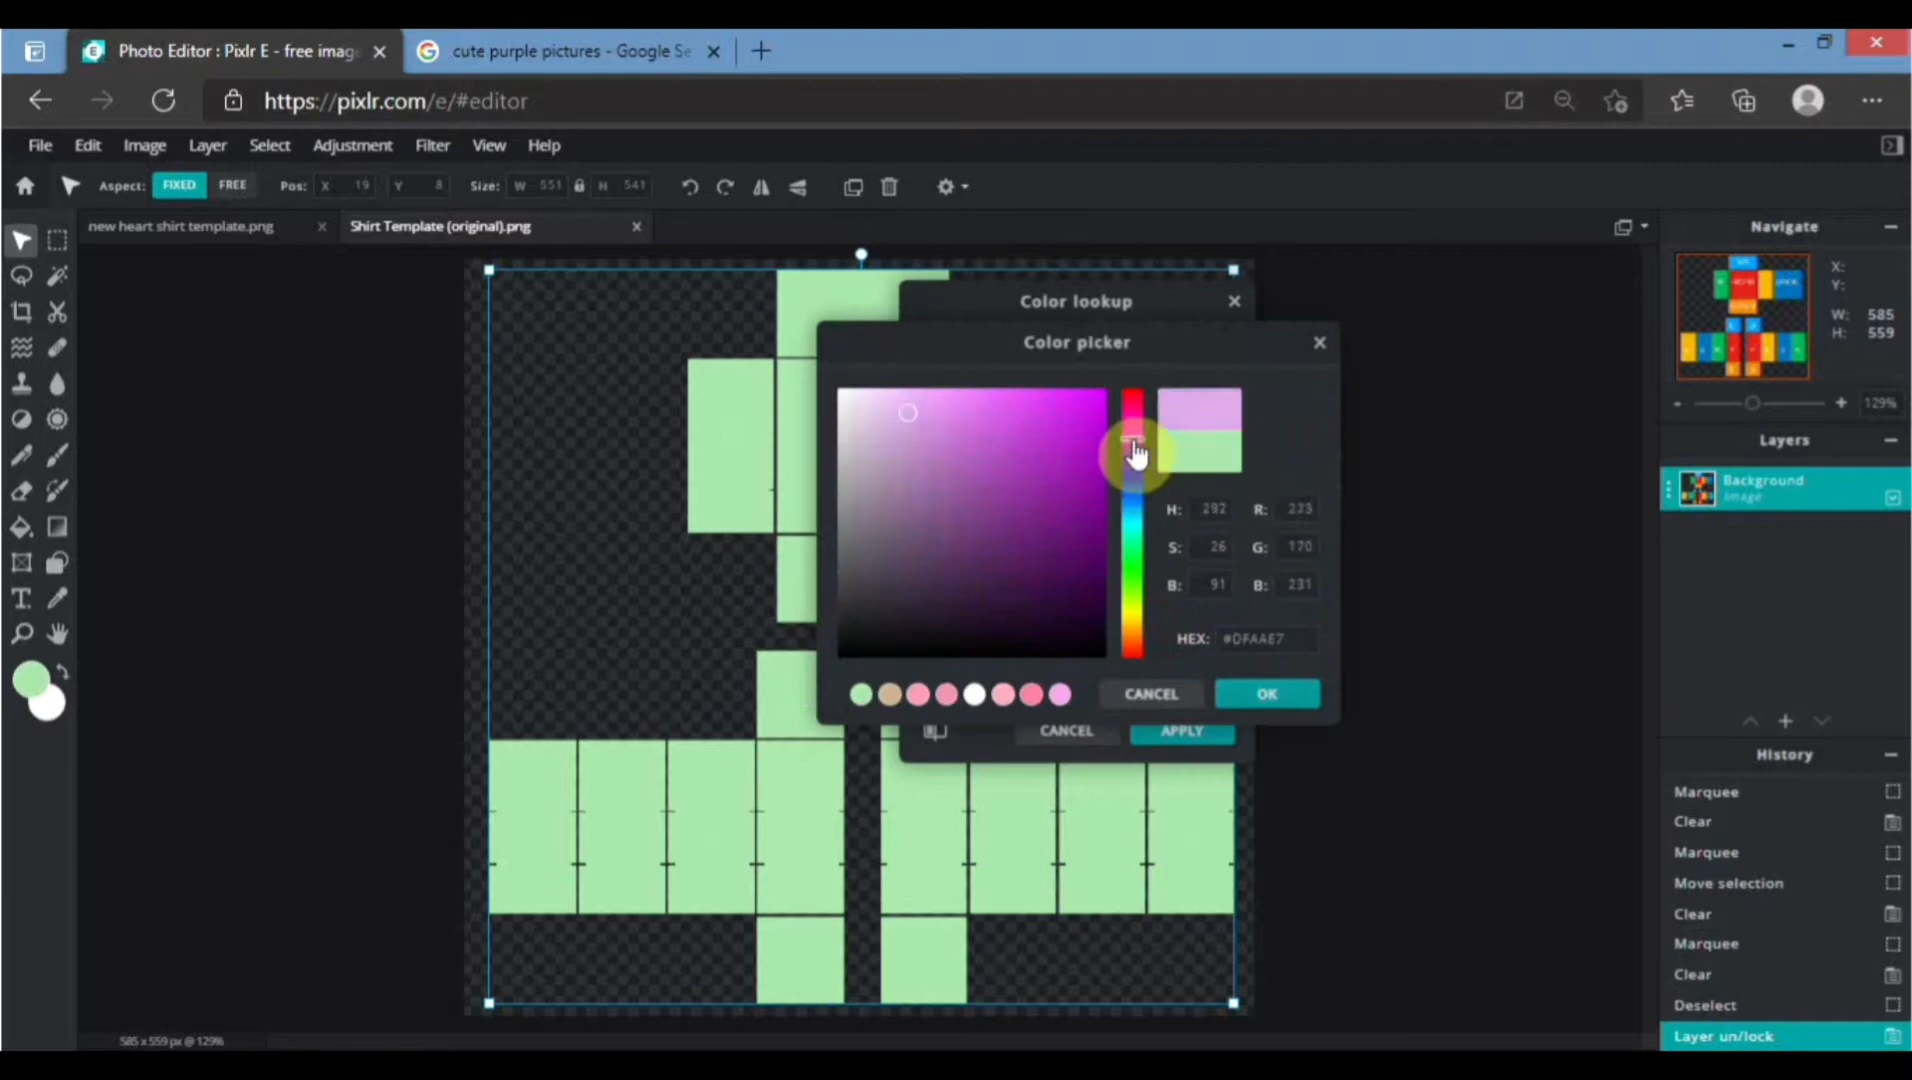 Photo Editor : Pixlr E - free imag
cute purple pictures - Google Se
https://pixlr.com/e/#editor
File Edit Image Layer Select Adjustment Filter View Help
Aspect: FIXED FREE Pos: X 19 Y 8 Size: W 551 H 541
new heart shirt template.png
Shirt Template (original).png
Navigate
X:
Y:
W: 585
H: 559
129%
Color lookup
Color picker
H: 292 R: 223
S: 26 G: 170
B: 91 B: 231
HEX: #DFAAE7
CANCEL OK
CANCEL APPLY
Layers
Background
Image
History
Marquee
Clear
Marquee
Move selection
Clear
Marquee
Clear
Deselect
Layer un/lock
585 x 559 px @ 129%